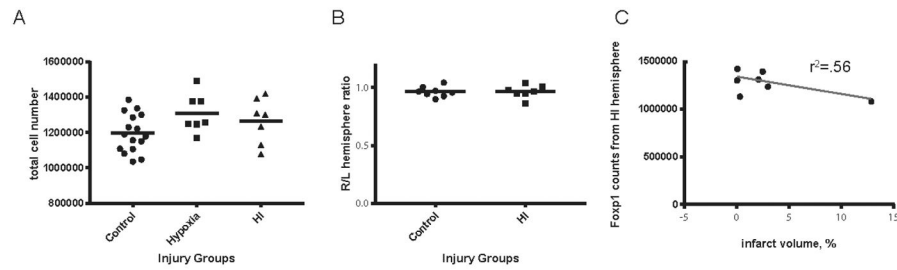 A
total cell number
1600000
1400000
1200000
1000000
800000
Control
Hypoxia
HI
Injury Groups
B
R/L hemisphere ratio
1.0
0.5
0.0
Control
HI
Injury Groups
C
Foxp1 counts from HI hemisphere
1500000
1000000
500000
0
-5
0
5
10
15
r²=.56
infarct volume, %